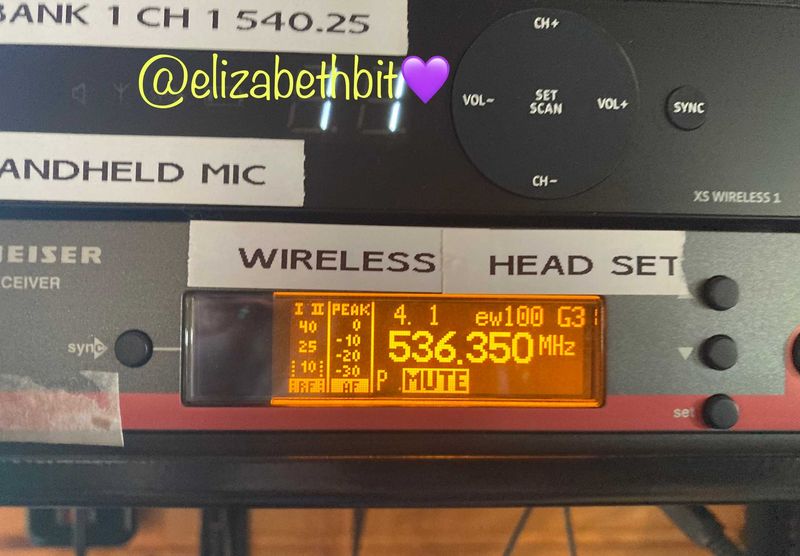 BANK 1 CH 1 540.25
@elizabethbit💜
CH+
VOL-
SET
SCAN
VOL+
SYNC
CH-
11
ANDHELD MIC
XS WIRELESS 1
HEISER
CEIVER
WIRELESS HEAD SET
sync
I II PEAK 4. 1 ew100 G3
40 0
25 -10 536.350 MHz
-20
10 -30
RF AF P MUTE
set